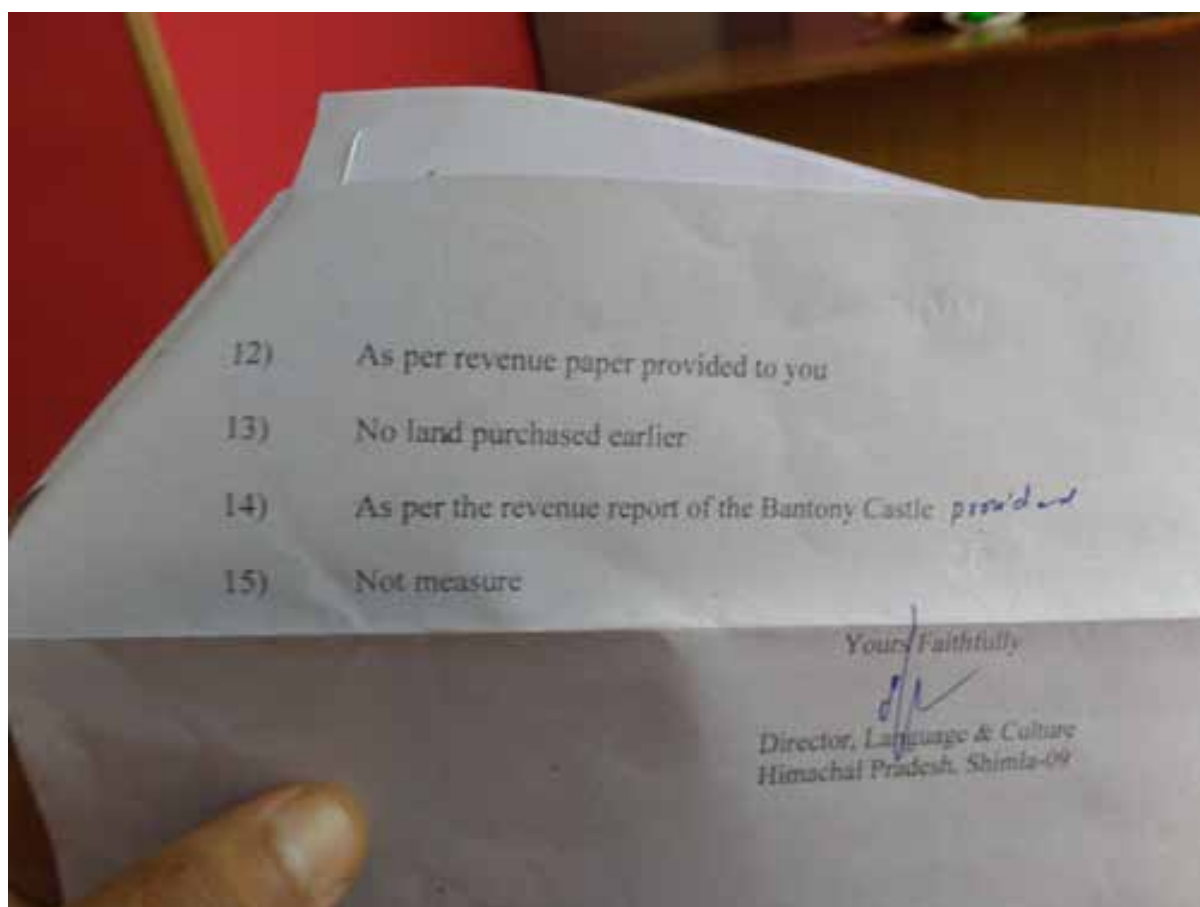 12) As per revenue paper provided to you
13) No land purchased earlier
14) As per the revenue report of the Bantony Castle provided
15) Not measure
Yours Faithfully
Director, Language & Culture
Himachal Pradesh, Shimla-09